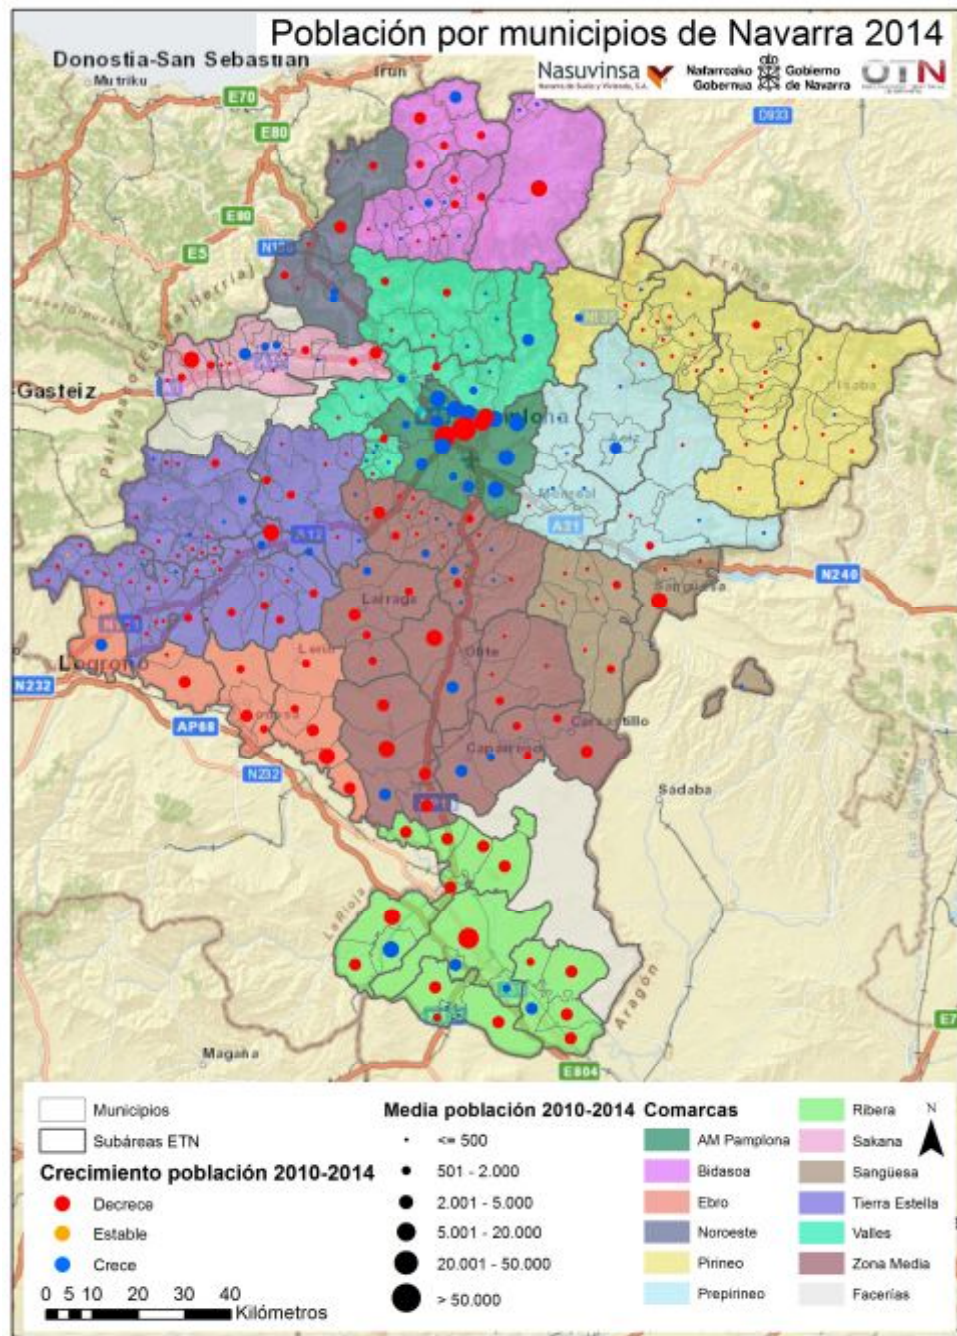 Población por municipios de Navarra 2014
Nasuvinsa
Nafarroako
Gobernua
Gobierno
de Navarra
OTN
Donostia-San Sebastian
Mutriku
Irun
E70
E80
D933
E80
E5
Francia
-Gasteiz
Isaba
Aoiz
Monreal
A21
A12
N240
Sangüesa
Larraga
Olite
Logroño
N232
AP68
N232
Carcastillo
Caparroso
Sádaba
La Rioja
Aragón
Magaña
E804
E7
Municipios
Subáreas ETN
Crecimiento población 2010-2014
Decrece
Estable
Crece
0 5 10 20 30 40
Kilómetros
Media población 2010-2014
<= 500
501 - 2.000
2.001 - 5.000
5.001 - 20.000
20.001 - 50.000
> 50.000
Comarcas
AM Pamplona
Bidasoa
Ebro
Noroeste
Pirineo
Prepirineo
Ribera
Sakana
Sangüesa
Tierra Estella
Valles
Zona Media
Facerías
N